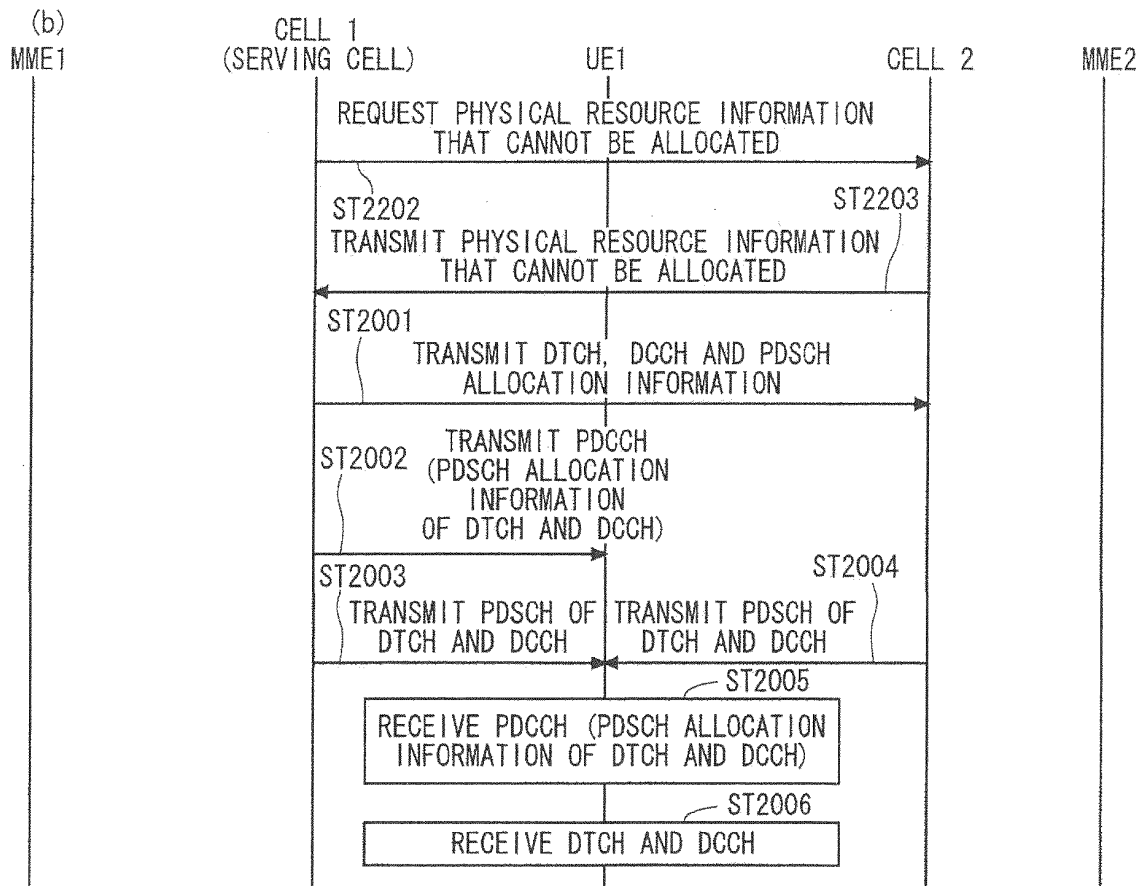 (b)
MME1
CELL 1
(SERVING CELL)
UE1
CELL 2
MME2
REQUEST PHYSICAL RESOURCE INFORMATION
THAT CANNOT BE ALLOCATED
ST2202
ST2203
TRANSMIT PHYSICAL RESOURCE INFORMATION
THAT CANNOT BE ALLOCATED
ST2001
TRANSMIT DTCH, DCCH AND PDSCH
ALLOCATION INFORMATION
ST2002
TRANSMIT PDCCH
(PDSCH ALLOCATION
INFORMATION
OF DTCH AND DCCH)
ST2003
TRANSMIT PDSCH OF
DTCH AND DCCH
ST2004
TRANSMIT PDSCH OF
DTCH AND DCCH
ST2005
RECEIVE PDCCH (PDSCH ALLOCATION
INFORMATION OF DTCH AND DCCH)
ST2006
RECEIVE DTCH AND DCCH